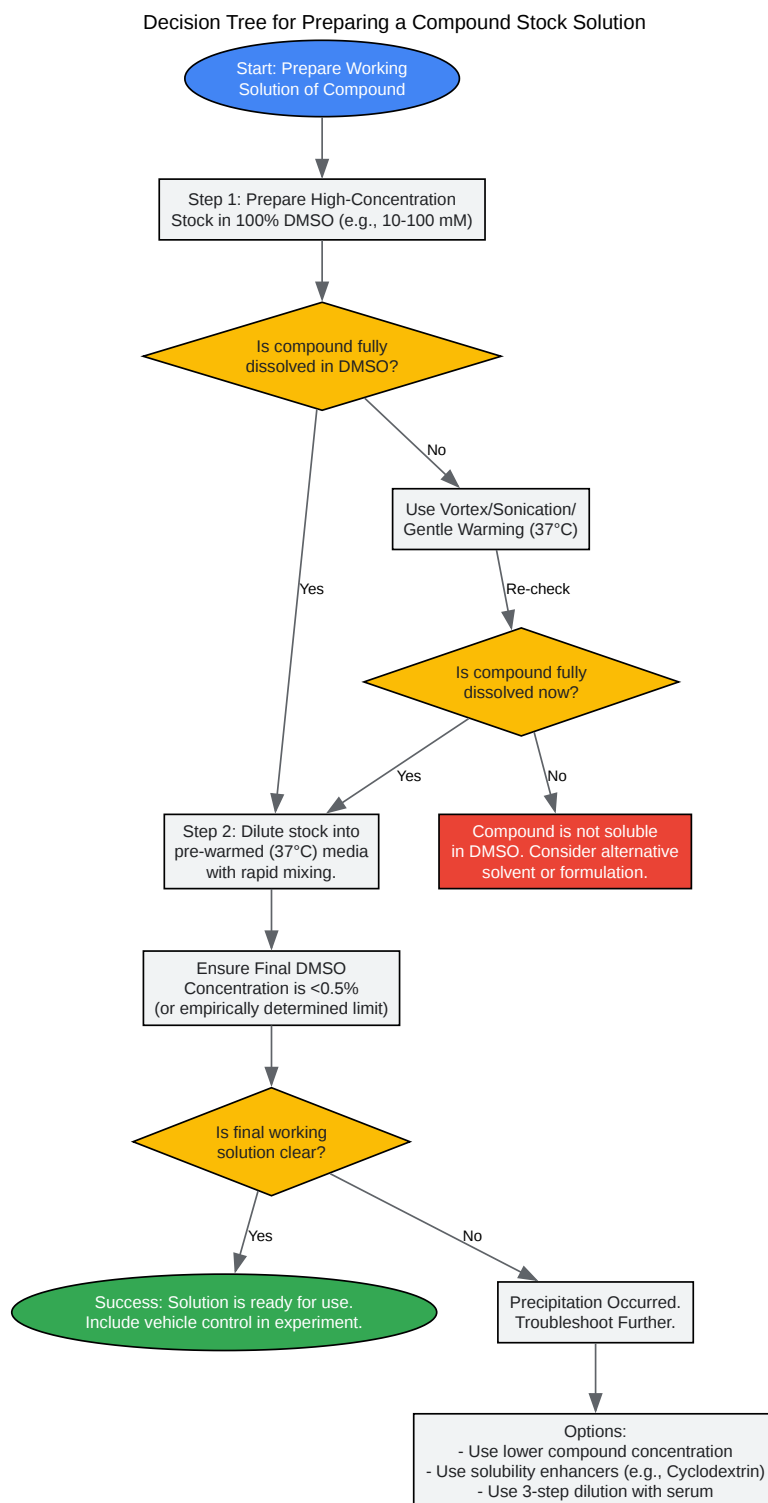 Decision Tree for Preparing a Compound Stock Solution
Start: Prepare Working
Solution of Compound
Step 1: Prepare High-Concentration
Stock in 100% DMSO (e.g., 10-100 mM)
Is compound fully
dissolved in DMSO?
No
Use Vortex/Sonication/
Gentle Warming (37°C)
Yes
Re-check
Is compound fully
dissolved now?
Yes
No
Step 2: Dilute stock into
pre-warmed (37°C) media
with rapid mixing.
Compound is not soluble
in DMSO. Consider alternative
solvent or formulation.
Ensure Final DMSO
Concentration is <0.5%
(or empirically determined limit)
Is final working
solution clear?
Yes
No
Success: Solution is ready for use.
Include vehicle control in experiment.
Precipitation Occurred.
Troubleshoot Further.
Options:
- Use lower compound concentration
- Use solubility enhancers (e.g., Cyclodextrin)
- Use 3-step dilution with serum